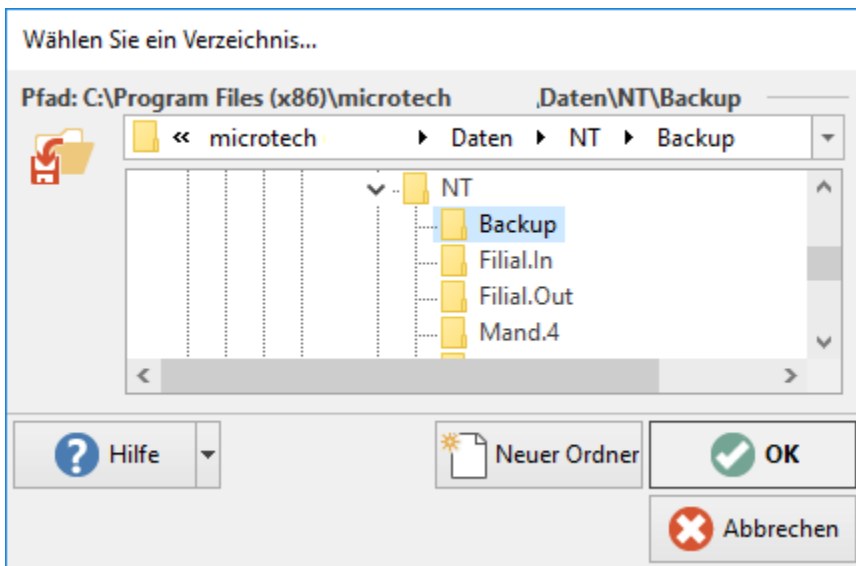 Wählen Sie ein Verzeichnis...
Pfad: C:\Program Files (x86)\microtech ,Daten\NT\Backup
« microtech Daten NT Backup
NT
Backup
Filial.In
Filial.Out
Mand.4
Hilfe Neuer Ordner OK
Abbrechen